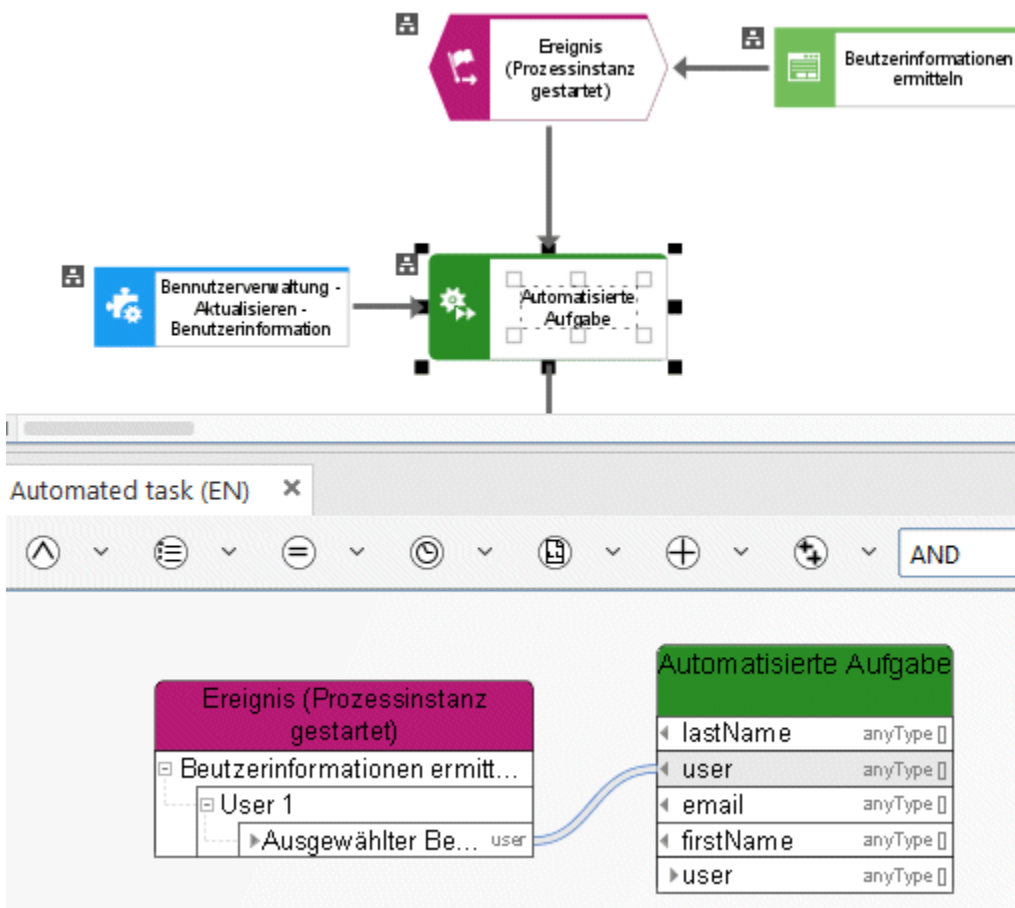 Ereignis
(Prozessinstanz
gestartet)
Beutzerinformationen
ermitteln
Bennutzerverwaltung -
Aktualisieren -
Benutzerinformation
Automatisierte
Aufgabe
Automated task (EN)
AND
Ereignis (Prozessinstanz
gestartet)
Beutzerinformationen ermitt...
User 1
Ausgewählter Be... user
Automatisierte Aufgabe
lastName anyType []
user anyType []
email anyType []
firstName anyType []
user anyType []